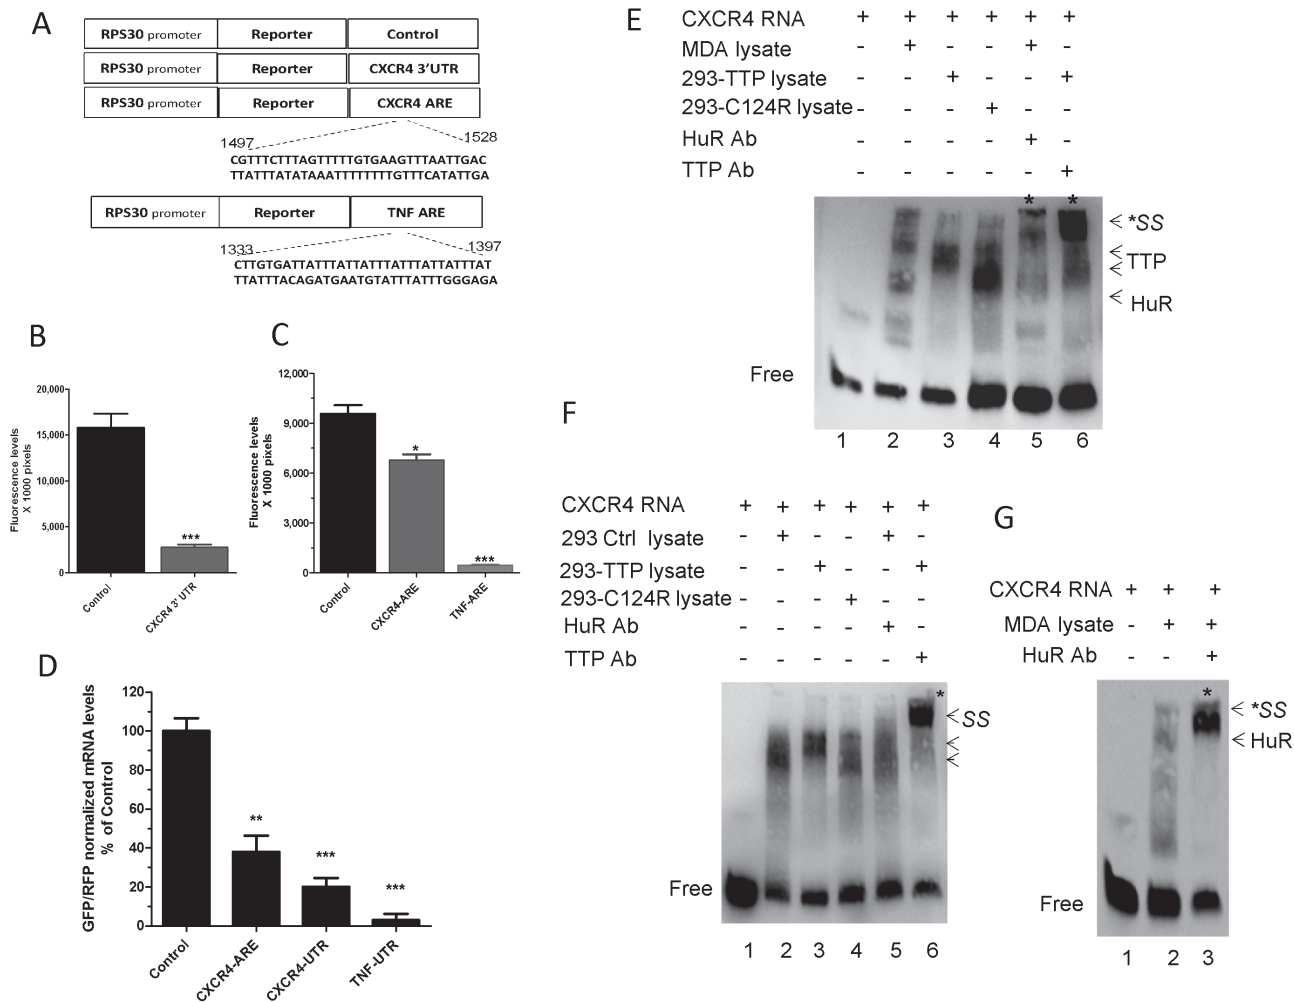 A
RPS30 promoter Reporter Control
RPS30 promoter Reporter CXCR4 3'UTR
RPS30 promoter Reporter CXCR4 ARE
1497 1528
CGTTTCTTTAGTTTTTGTGAAGTTTAATTGAC
TTATTTATATAAATTTTTTTTGTTTCATATTGA
RPS30 promoter Reporter TNF ARE
1333 1397
CTTGTGATTATTTATTATTTATTTATTATTTAT
TTATTTACAGATGAATGTATTTATTTGGGAGA
B
Fluorescence levels
X 1000 pixels
20,000
15,000
10,000
5,000
0
***
Control
CXCR4 3' UTR
C
Fluorescence levels
X 1000 pixels
12,000
9,000
6,000
3,000
0
*
***
Control
CXCR4-ARE
TNF-ARE
D
GFP/RFP normalized mRNA levels
% of Control
120
100
80
60
40
20
0
**
***
***
Control
CXCR4-ARE
CXCR4-UTR
TNF-UTR
E
CXCR4 RNA + + + + + +
MDA lysate - + - - + -
293-TTP lysate - - + - - +
293-C124R lysate - - - + - -
HuR Ab - - - - + -
TTP Ab - - - - - +
* *
*SS
TTP
HuR
Free
1 2 3 4 5 6
F
CXCR4 RNA + + + + + +
293 Ctrl lysate - + - - + -
293-TTP lysate - - + - - +
293-C124R lysate - - - + - -
HuR Ab - - - - + -
TTP Ab - - - - - +
*
SS
Free
1 2 3 4 5 6
G
CXCR4 RNA + + +
MDA lysate - + +
HuR Ab - - +
*
*SS
HuR
Free
1 2 3